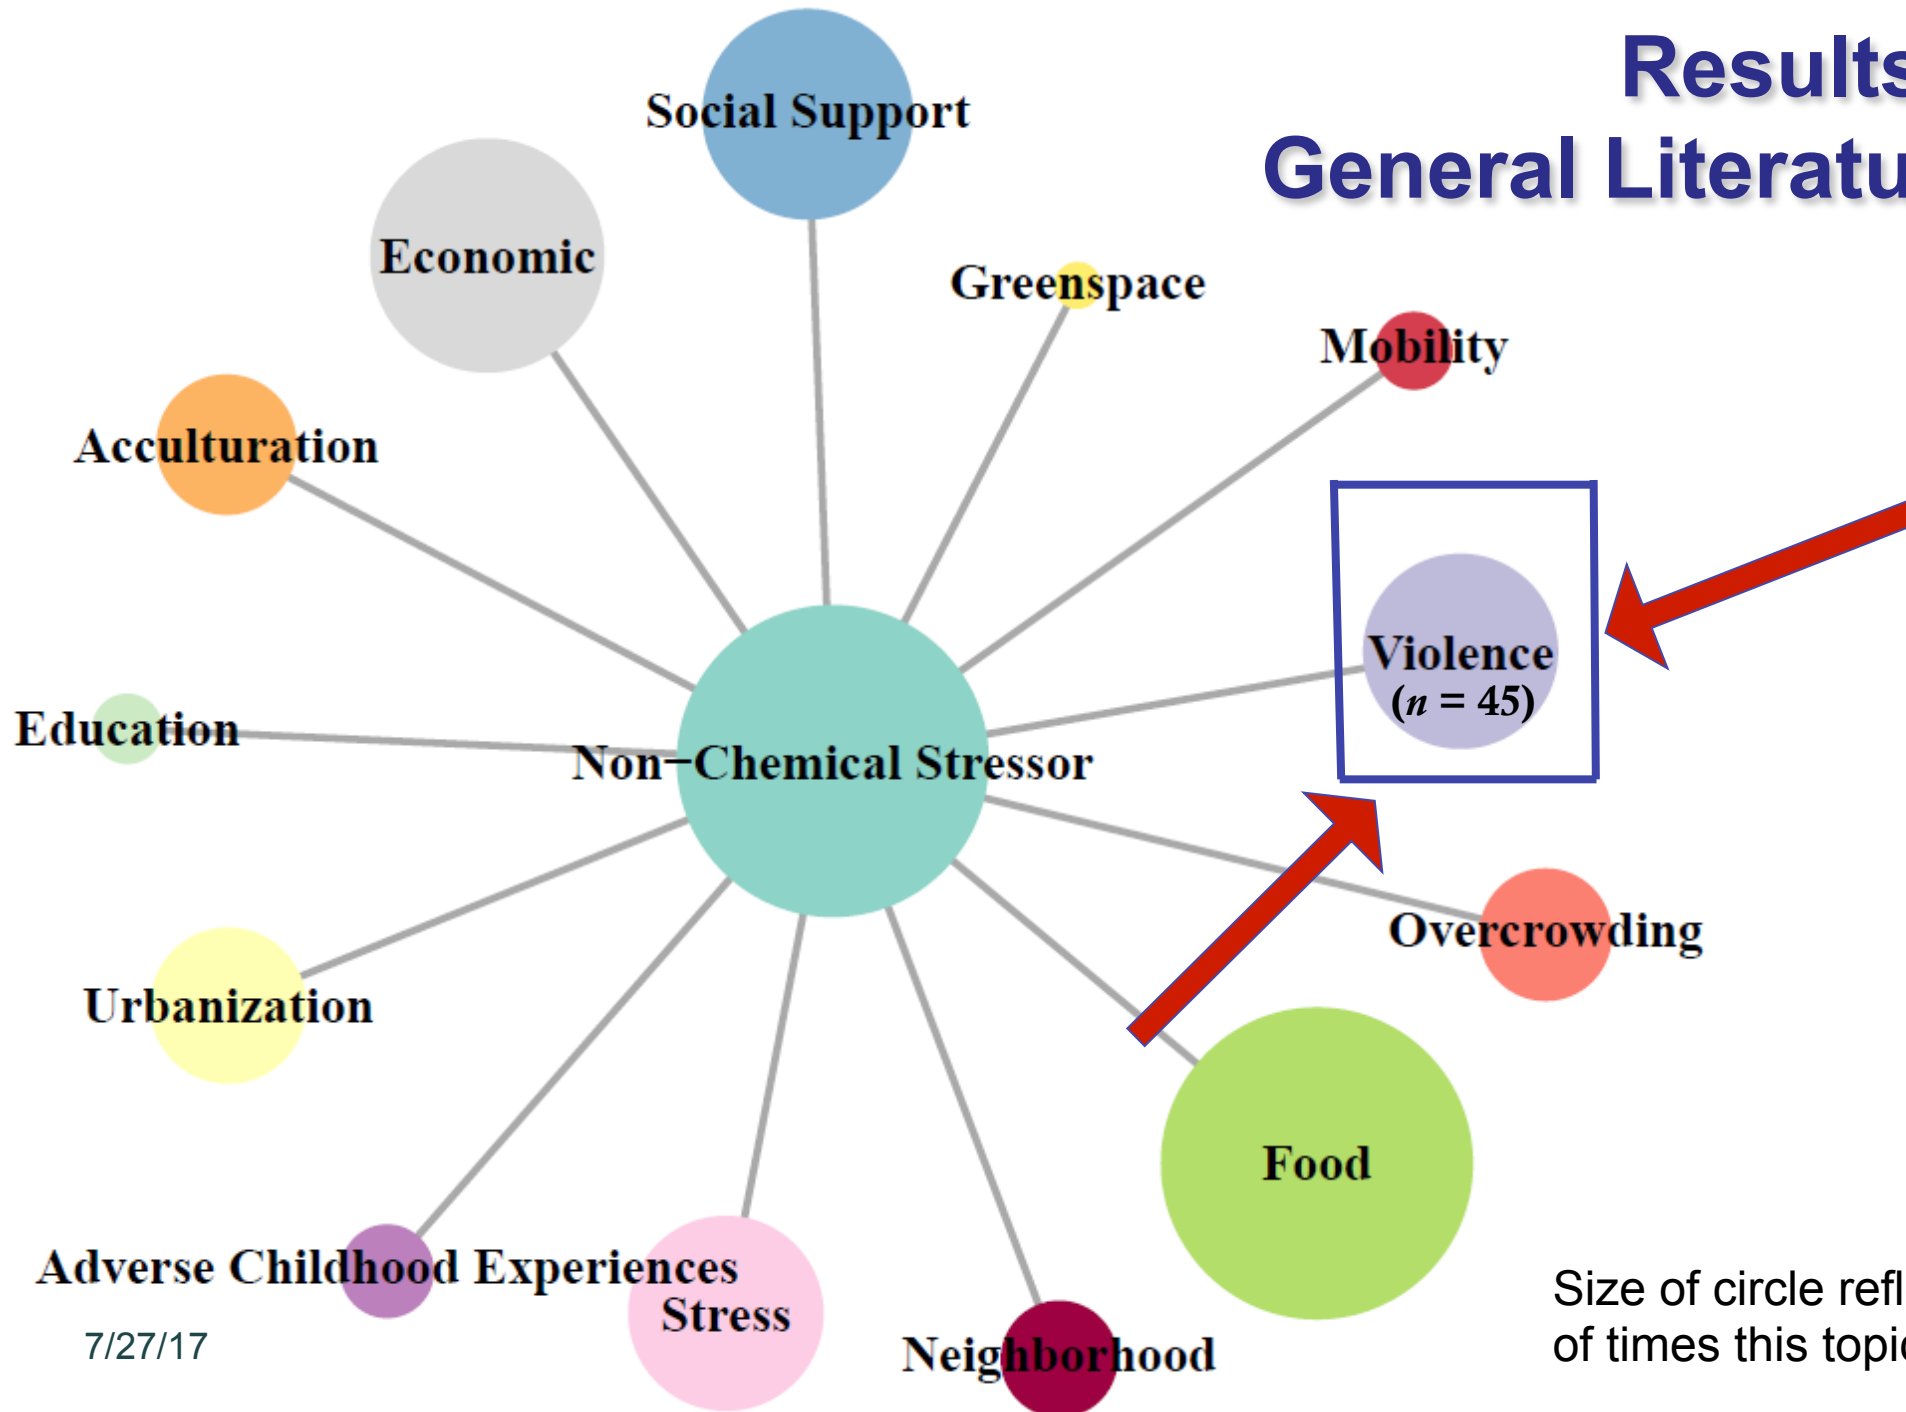 Results
General Literatu
Social Support
Economic
Greenspace
Mobility
Acculturation
Violence
(n = 45)
Education
Non-Chemical Stressor
Overcrowding
Urbanization
Food
Adverse Childhood Experiences
Stress
Neighborhood
Size of circle refl
of times this topic
7/27/17